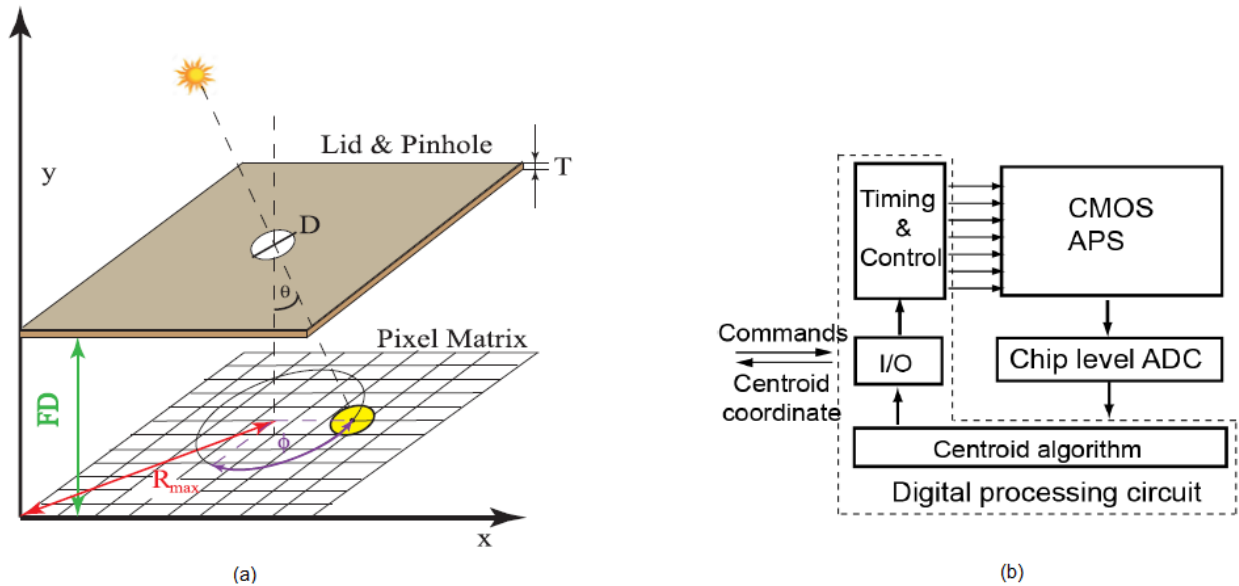 Lid & Pinhole
T
y
D
θ
Pixel Matrix
FD
ϕ
R_max
x
(a)
Timing
&
Control
CMOS
APS
Commands
Centroid
coordinate
I/O
Chip level ADC
Centroid algorithm
Digital processing circuit
(b)